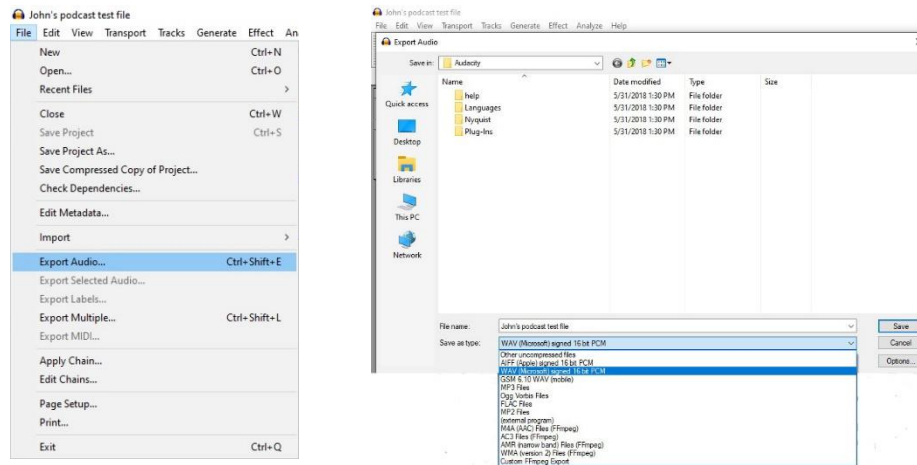 John's podcast test file
File Edit View Transport Tracks Generate Effect An
New Ctrl+N
Open... Ctrl+O
Recent Files >
Close Ctrl+W
Save Project Ctrl+S
Save Project As...
Save Compressed Copy of Project...
Check Dependencies...
Edit Metadata...
Import >
Export Audio... Ctrl+Shift+E
Export Selected Audio...
Export Labels...
Export Multiple... Ctrl+Shift+L
Export MIDI...
Apply Chain...
Edit Chains...
Page Setup...
Print...
Exit Ctrl+Q
John's podcast test file
File Edit View Transport Tracks Generate Effect Analyze Help
Export Audio
Save in: Audacity
Name Date modified Type Size
help 5/31/2018 1:30 PM File folder
Languages 5/31/2018 1:30 PM File folder
Nyquist 5/31/2018 1:30 PM File folder
Plug-Ins 5/31/2018 1:30 PM File folder
Quick access
Desktop
Libraries
This PC
Network
File name: John's podcast test file Save
Save as type: WAV (Microsoft) signed 16 bit PCM Cancel
Options...
Other uncompressed files
AIFF (Apple) signed 16 bit PCM
WAV (Microsoft) signed 16 bit PCM
GSM 6.10 WAV (mobile)
MP3 Files
Ogg Vorbis Files
FLAC Files
MP2 Files
(external program)
M4A (AAC) Files (FFmpeg)
AC3 Files (FFmpeg)
AMR (narrow band) Files (FFmpeg)
WMA (version 2) Files (FFmpeg)
Custom FFmpeg Export